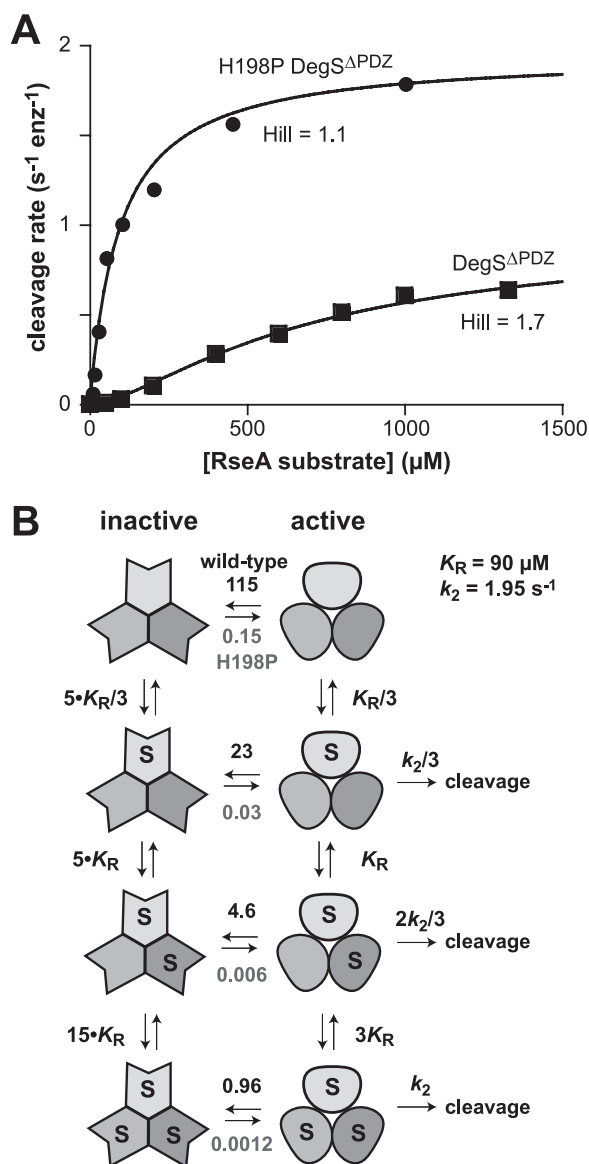 A
2
1
0
cleavage rate (s-1 enz-1)
H198P DegSΔPDZ
Hill = 1.1
DegSΔPDZ
Hill = 1.7
0
500
1000
1500
[RseA substrate] (µM)
B
inactive
active
wild-type
115
0.15
H198P
KR = 90 µM
k2 = 1.95 s-1
5•KR/3
KR/3
S
23
0.03
S
k2/3
cleavage
5•KR
KR
S
S
4.6
0.006
S
S
2k2/3
cleavage
15•KR
3KR
S
S
S
0.96
0.0012
S
S
S
k2
cleavage